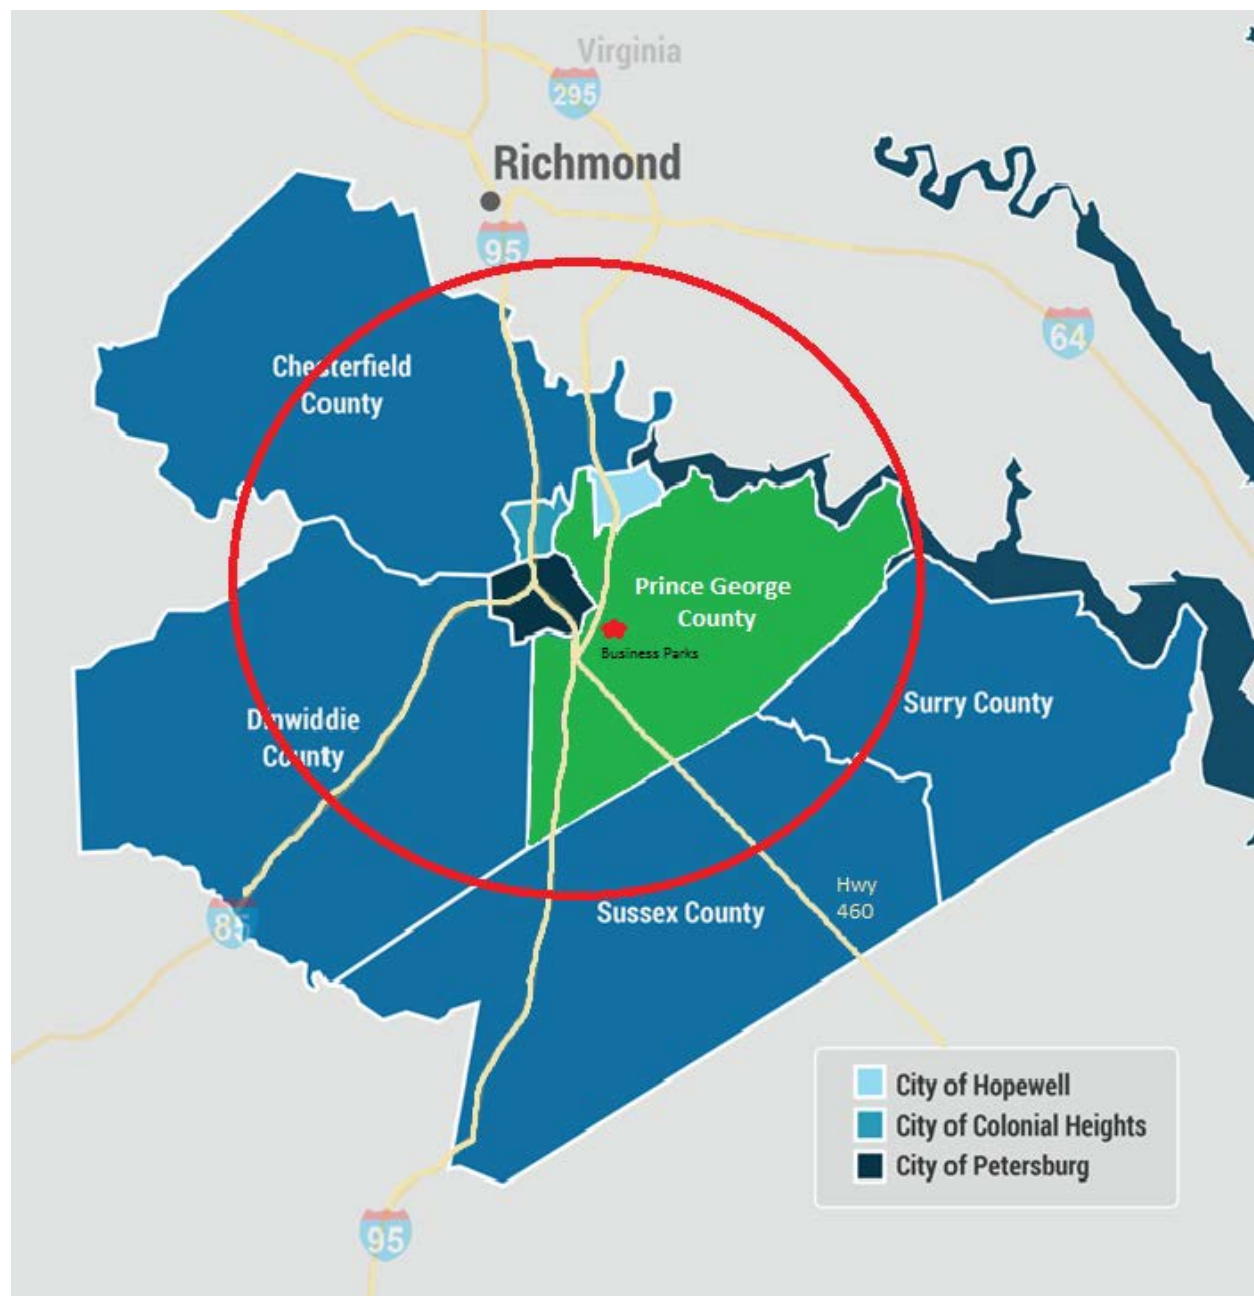 Virginia
295
Richmond
95
64
Chesterfield
County
Prince George
County
Business Parks
Surry County
Dinwiddie
County
Hwy
460
85
Sussex County
City of Hopewell
City of Colonial Heights
City of Petersburg
95